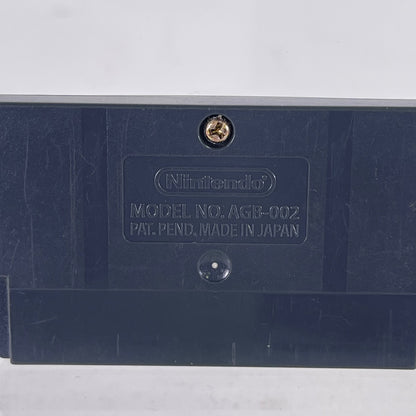 Nintendo
MODEL NO: AGB-002
PAT. PEND. MADE IN JAPAN